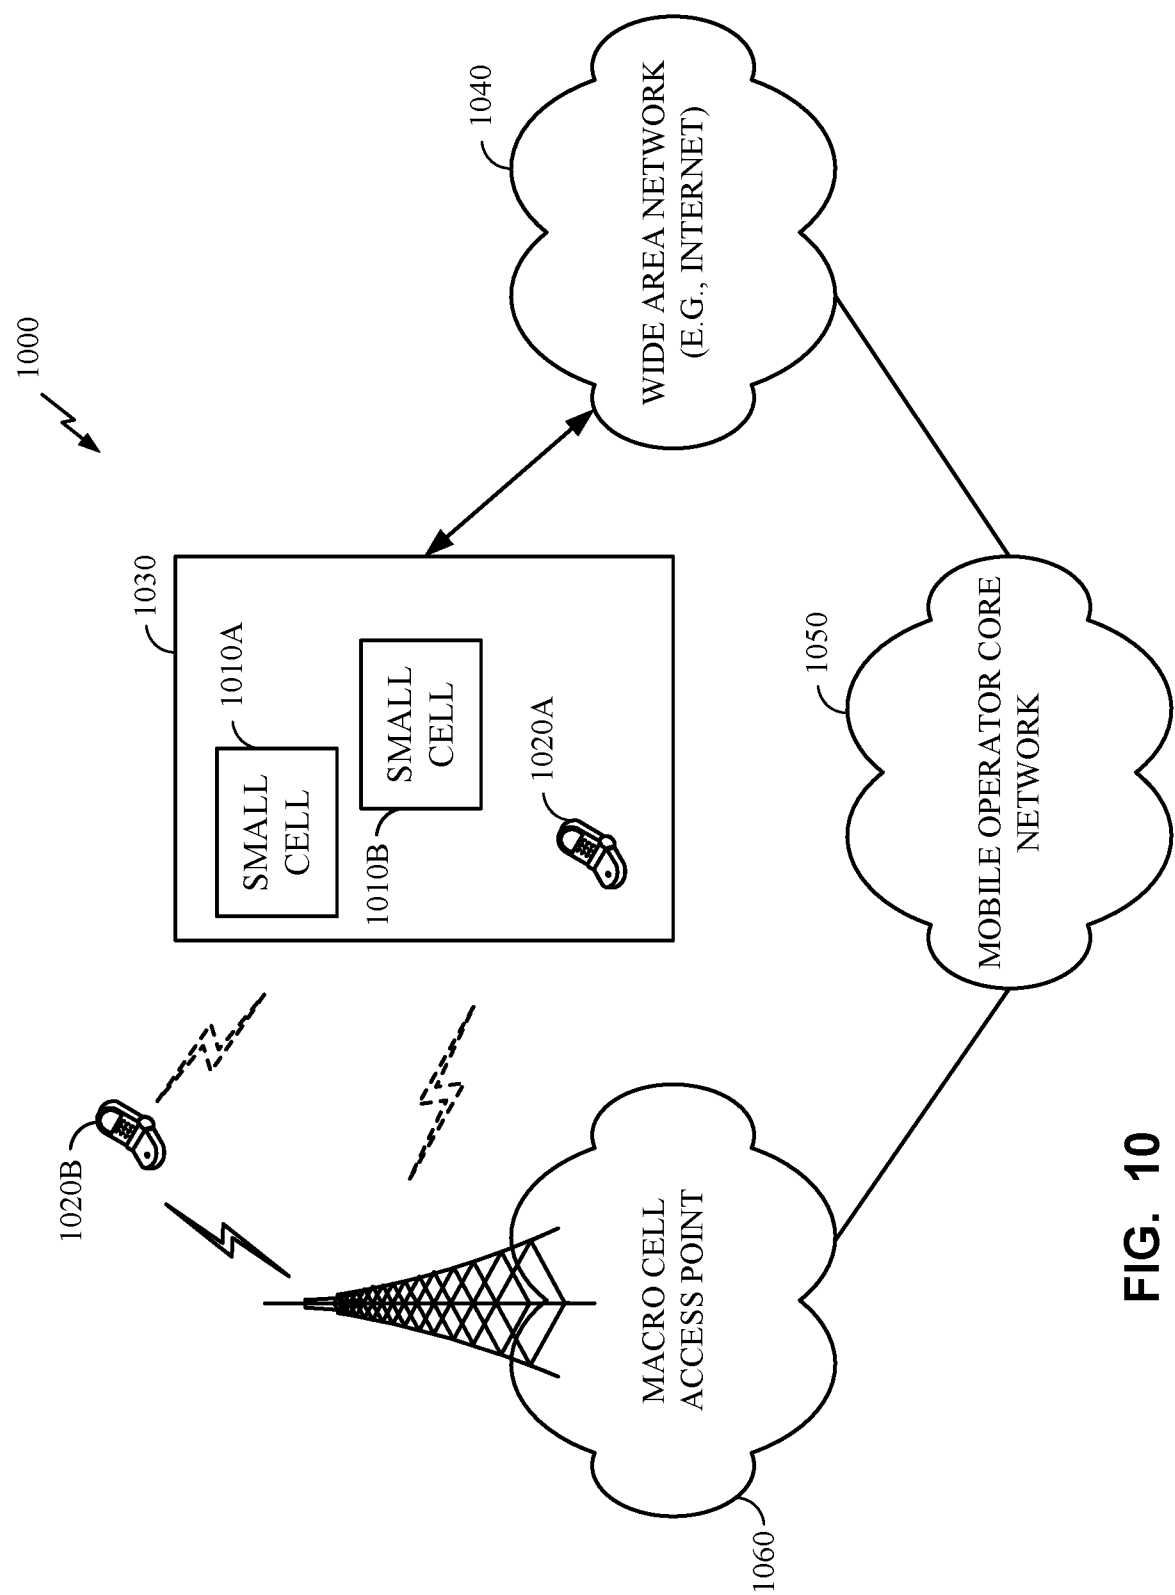 1000
1020B
1030
1010A
SMALL
CELL
1010B
SMALL
CELL
1020A
1040
WIDE AREA NETWORK
(E.G., INTERNET)
1060
MACRO CELL
ACCESS POINT
1050
MOBILE OPERATOR CORE
NETWORK
FIG. 10